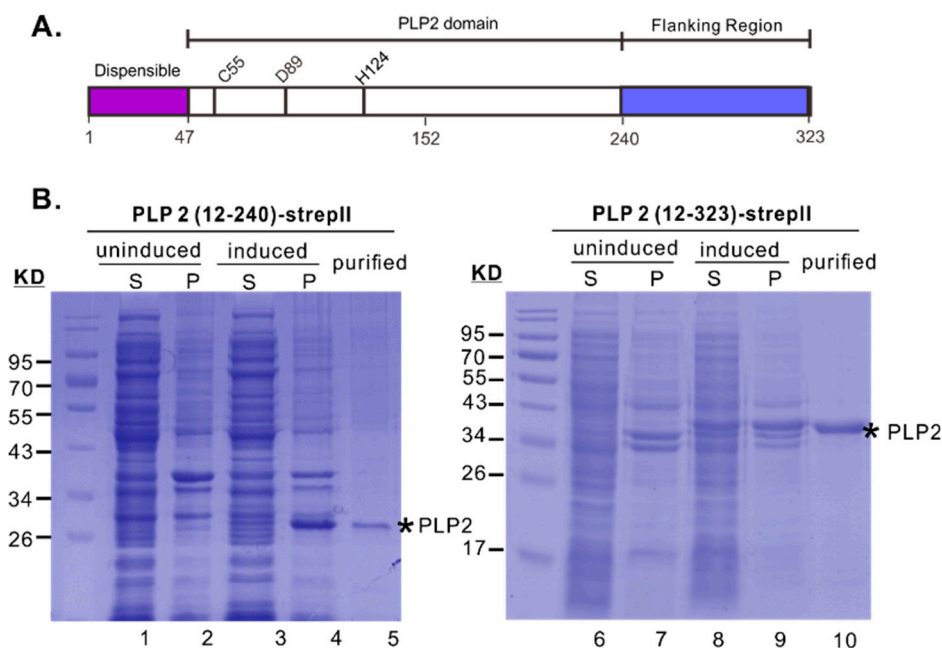 A.
PLP2 domain
Flanking Region
Dispensible
C55
D89
H124
1
47
152
240
323
B.
PLP 2 (12-240)-strepII
uninduced
induced
purified
KD
S
P
S
P
95
70
55
43
34
26
* PLP2
1
2
3
4
5
PLP 2 (12-323)-strepII
uninduced
induced
purified
KD
S
P
S
P
95
70
55
43
34
26
17
* PLP2
6
7
8
9
10